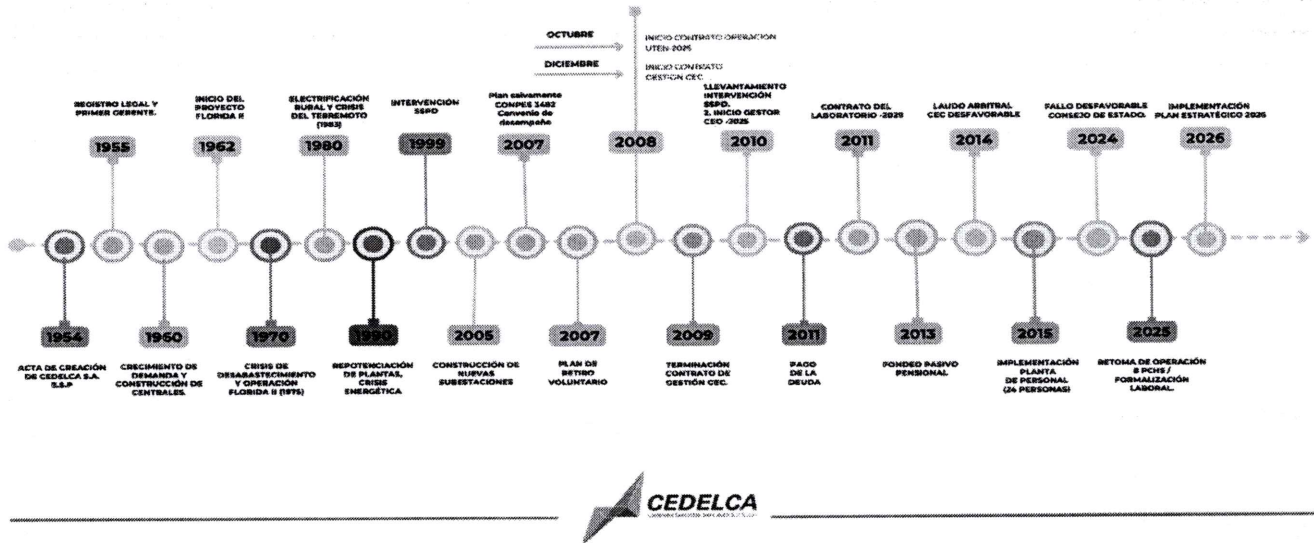 OCTUBRE
INICIO CONTRATO OPERACION
UTEN-2025
DICIEMBRE
INICIO CONTRATO
GESTIÓN CEC.
REGISTRO LEGAL Y
PRIMER GERENTE.
1955
INICIO DEL
PROYECTO
FLORIDA II
1962
ELECTRIFICACIÓN
RURAL Y CRISIS
DEL TERREMOTO
(1983)
1980
INTERVENCIÓN
SSPD
1999
Plan salvamento
CONPES 3482
Convenio de
desempeño
2007
2008
1.LLEVANTAMIENTO
INTERVENCIÓN
SSPD.
2. INICIO GESTOR
CEO -2025
2010
CONTRATO DEL
LABORATORIO -2029
2011
LAUDO ARBITRAL
CEC DESFAVORABLE
2014
FALLO DESFAVORABLE
CONSEJO DE ESTADO.
2024
IMPLEMENTACIÓN
PLAN ESTRATÉGICO 2026
2026
1954
ACTA DE CREACIÓN
DE CEDELCA S.A.
E.S.P
1960
CRECIMIENTO DE
DEMANDA Y
CONSTRUCCIÓN DE
CENTRALES.
1970
CRISIS DE
DESABASTECIMIENTO
Y OPERACIÓN
FLORIDA II (1975)
1990
REPOTENCIACIÓN
DE PLANTAS,
CRISIS
ENERGÉTICA
2005
CONSTRUCCIÓN DE
NUEVAS
SUBESTACIONES
2007
PLAN DE
RETIRO
VOLUNTARIO
2009
TERMINACIÓN
CONTRATO DE
GESTIÓN CEC.
2011
PAGO
DE LA
DEUDA
2013
FONDEO PASIVO
PENSIONAL
2015
IMPLEMENTACIÓN
PLANTA
DE PERSONAL
(24 PERSONAS)
2025
RETOMA DE OPERACIÓN
8 PCHS /
FORMALIZACIÓN
LABORAL.
CEDELCA